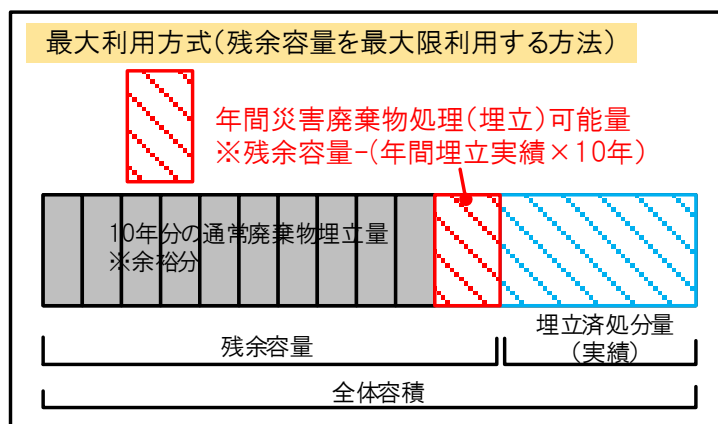 最大利用方式(残余容量を最大限利用する方法)
年間災害廃棄物処理(埋立)可能量
※残余容量-(年間埋立実績×10年)
10年分の通常廃棄物埋立量
※余裕分
残余容量
埋立済処分量
(実績)
全体容積